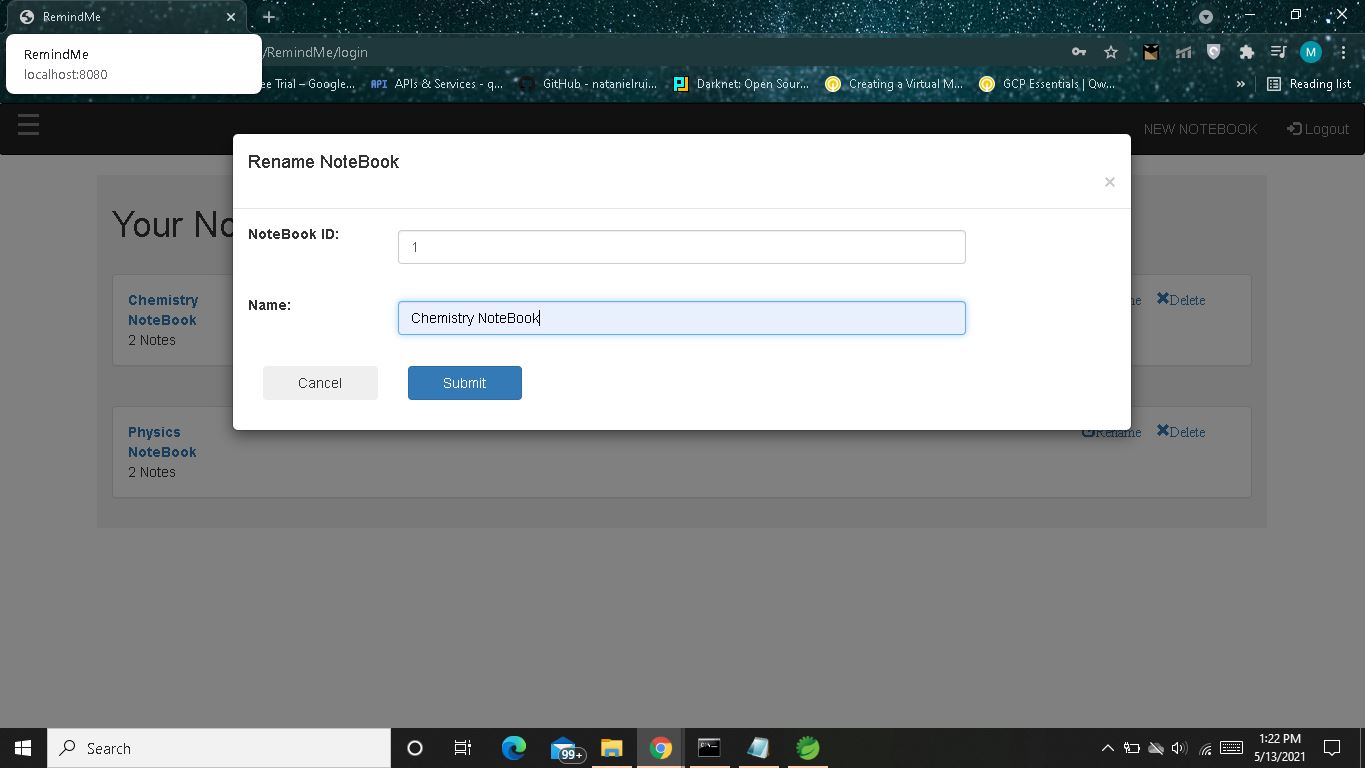 RemindMe
RemindMe
localhost:8080
/RemindMe/login
ee Trial – Google...
API APIs & Services - q...
GitHub - natanielrui...
Darknet: Open Sour...
Creating a Virtual M...
GCP Essentials | Qw...
»
Reading list
M
NEW NOTEBOOK
Logout
Rename NoteBook
×
Your No
NoteBook ID:
1
Name:
Chemistry NoteBook
Cancel
Submit
Chemistry
NoteBook
2 Notes
me
Delete
Physics
NoteBook
2 Notes
Rename
Delete
Search
99+
1:22 PM
5/13/2021